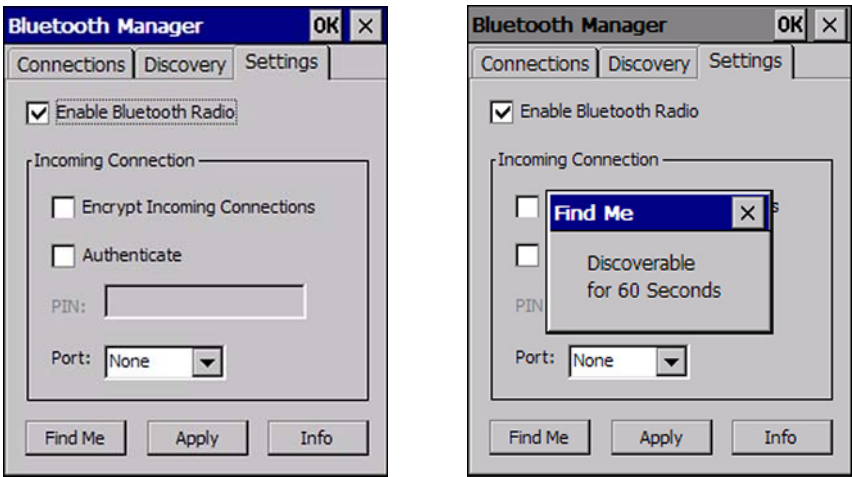 Bluetooth Manager OK
Connections Discovery Settings
Enable Bluetooth Radio
Incoming Connection
Encrypt Incoming Connections
Authenticate
PIN:
Port: None
Find Me Apply Info
Bluetooth Manager OK
Connections Discovery Settings
Enable Bluetooth Radio
Incoming Connection
s
Find Me
Discoverable
for 60 Seconds
PIN
Port: None
Find Me Apply Info